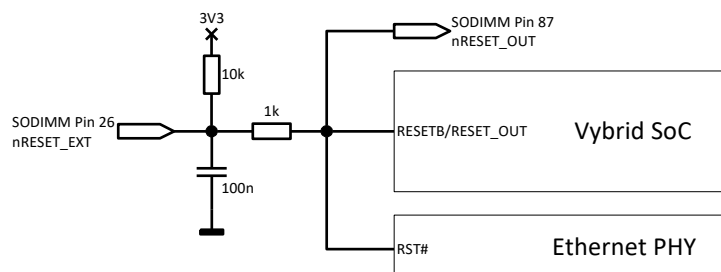 3V3
SODIMM Pin 87
nRESET_OUT
10k
SODIMM Pin 26
nRESET_EXT
1k
RESETB/RESET_OUT
Vybrid SoC
100n
RST#
Ethernet PHY